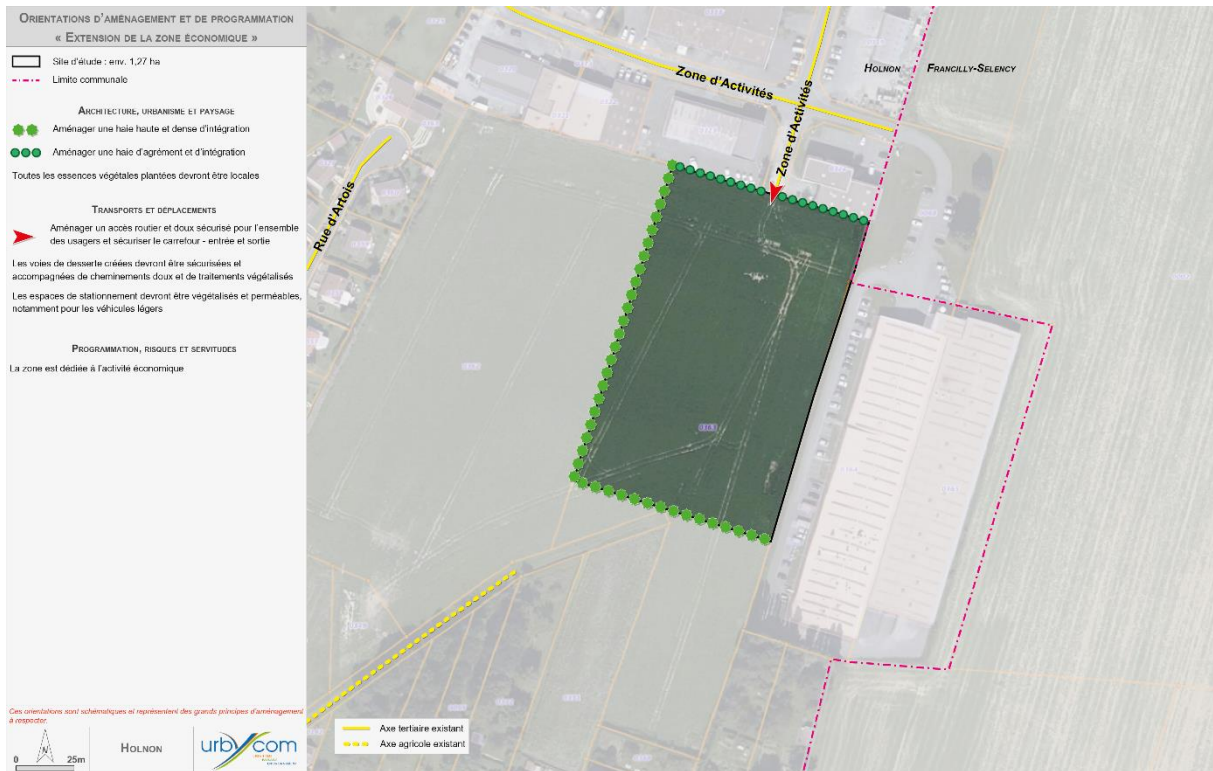 ORIENTATIONS D'AMÉNAGEMENT ET DE PROGRAMMATION
« EXTENSION DE LA ZONE ÉCONOMIQUE »
Site d'étude : env. 1,27 ha
Limite communale
ARCHITECTURE, URBANISME ET PAYSAGE
Aménager une haie haute et dense d'intégration
Aménager une haie d'agrément et d'intégration
Toutes les essences végétales plantées devront être locales
TRANSPORTS ET DÉPLACEMENTS
Aménager un accès routier et doux sécurisé pour l'ensemble
des usagers et sécuriser le carrefour - entrée et sortie
Les voies de desserte créées devront être sécurisées et
accompagnées de cheminements doux et de traitements végétalisés
Les espaces de stationnement devront être végétalisés et perméables,
notamment pour les véhicules légers
PROGRAMMATION, RISQUES ET SERVITUDES
La zone est dédiée à l'activité économique
Ces orientations sont schématiques et représentent des grands principes d'aménagement
à respecter.
N
0 25m
HOLNON
urbycom
Zone d'Activités
Zone d'Activités
HOLNON
FRANCILLY-SELENCY
Rue d'Artois
Axe tertiaire existant
Axe agricole existant